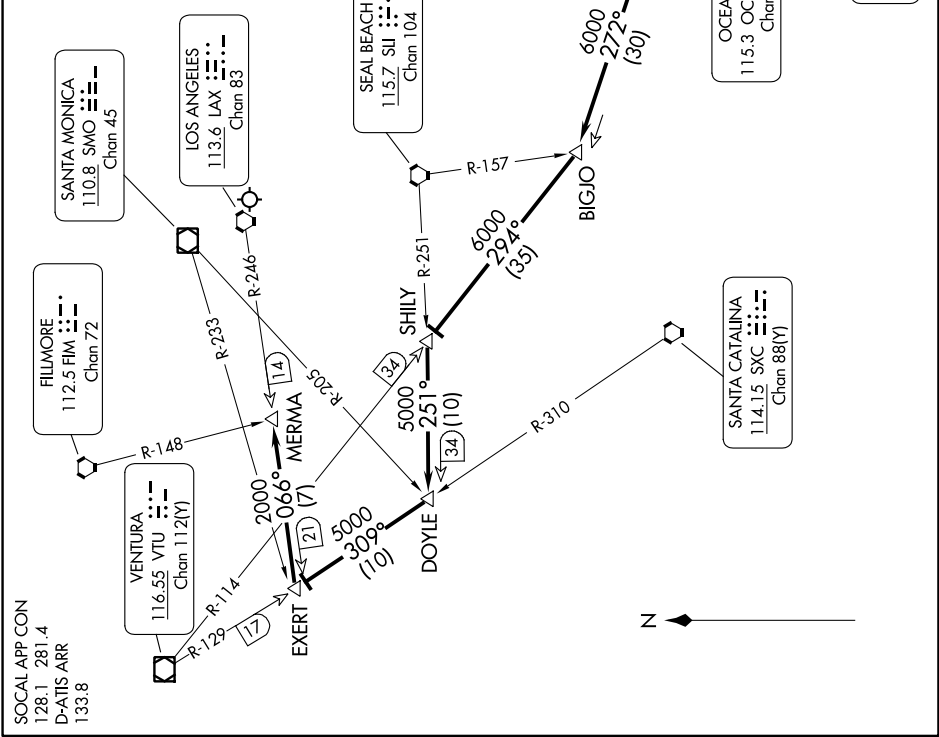 SOCAL APP CON
128.1 281.4
D-ATIS ARR
133.8
SANTA MONICA
110.8 SMO
Chan 45
LOS ANGELES
113.6 LAX
Chan 83
SEAL BEACH
115.7 SLI
Chan 104
OCEA
115.3 OC
Chan
FILLMORE
112.5 FIM
Chan 72
VENTURA
116.55 VTU
Chan 112(Y)
SANTA CATALINA
114.15 SXC
Chan 88(Y)
6000
272°
(30)
BIGJO
R-157
6000
294°
(35)
R-251
SHILY
34
5000
251°
(10)
34
DOYLE
R-310
R-205
5000
309°
(10)
EXERT
21
2000
066°
(7)
MERMA
14
R-246
R-233
R-148
R-114
R-129
17
N